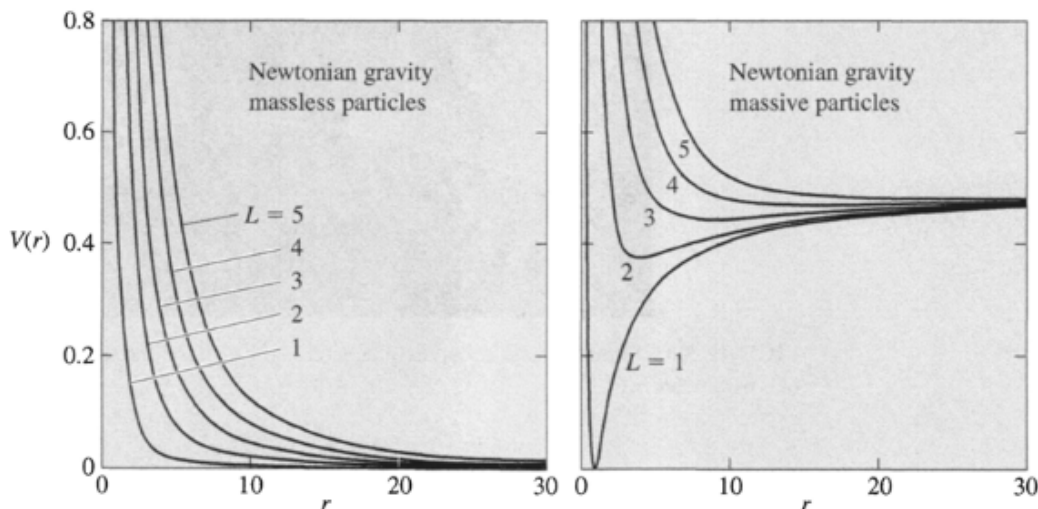 0.8
0.6
0.4
0.2
0
V(r)
Newtonian gravity
massless particles
L = 5
4
3
2
1
0
10
20
30
r
Newtonian gravity
massive particles
5
4
3
2
L = 1
0
10
20
30
r